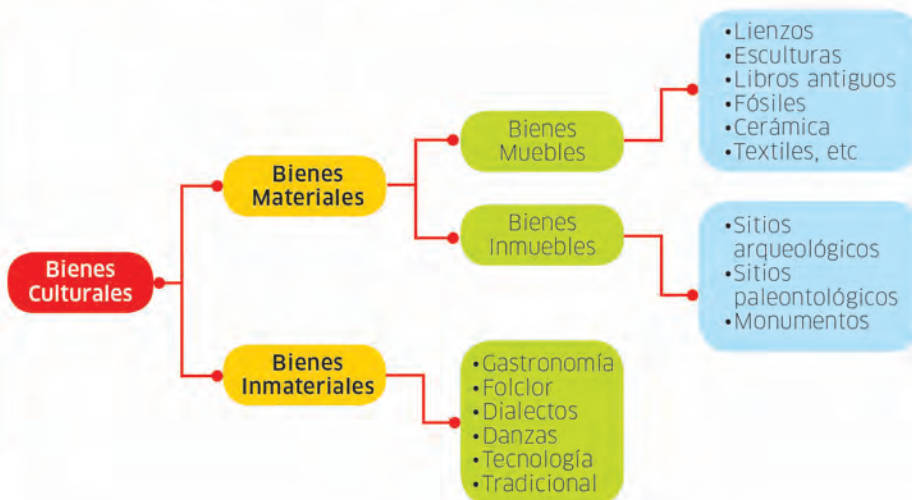 Bienes
Culturales
Bienes
Materiales
Bienes
Muebles
•Lienzos
•Esculturas
•Libros antiguos
•Fósiles
•Cerámica
•Textiles, etc
Bienes
Inmuebles
•Sitios
arqueológicos
•Sitios
paleontológicos
•Monumentos
Bienes
Inmateriales
•Gastronomía
•Folclor
•Dialectos
•Danzas
•Tecnología
•Tradicional